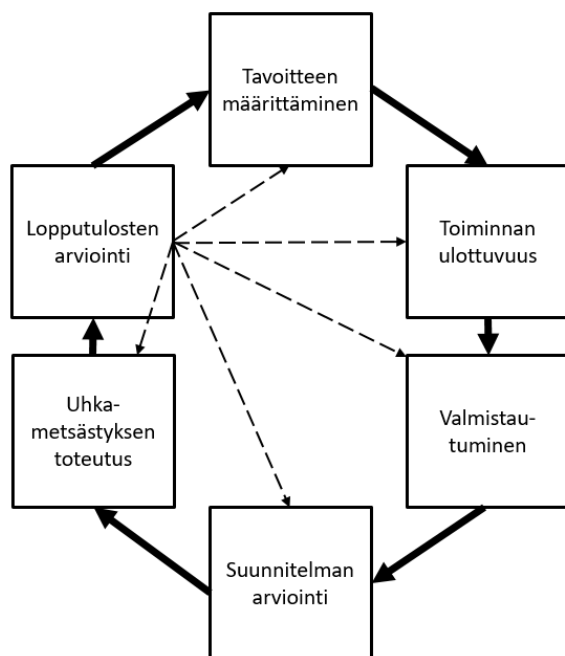 Tavoitteen
määrittäminen
Lopputulosten
arviointi
Toiminnan
ulottuvuus
Uhka-
metsästyksen
toteutus
Valmistau-
tuminen
Suunnitelman
arviointi